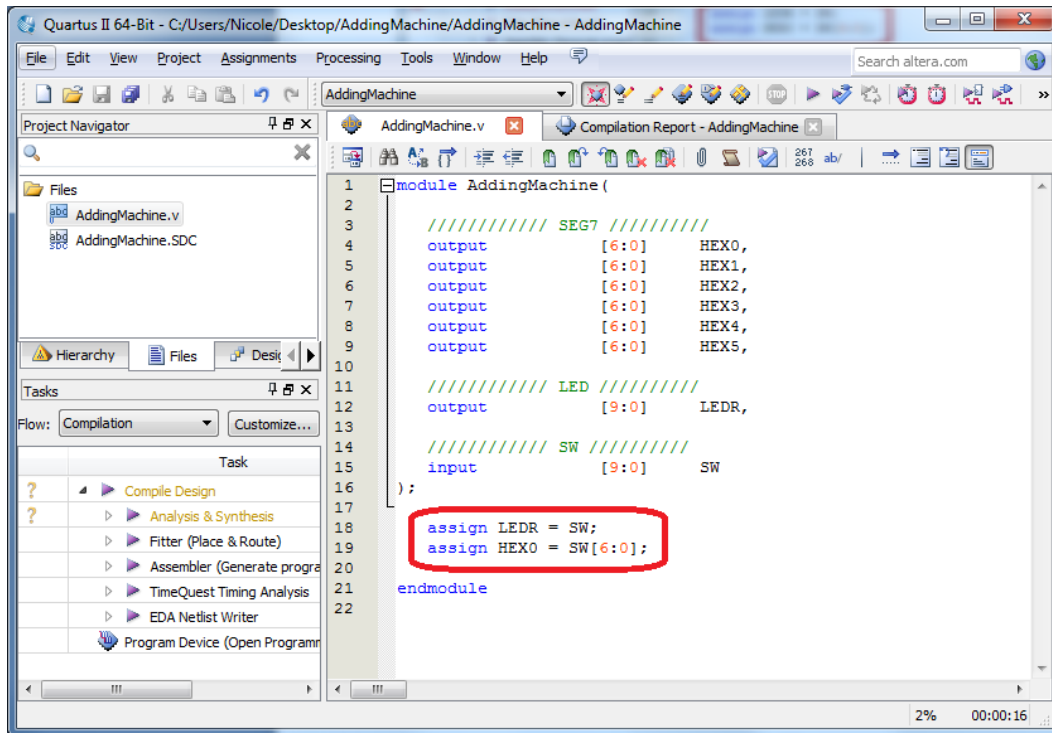 Quartus II 64-Bit - C:/Users/Nicole/Desktop/AddingMachine/AddingMachine - AddingMachine
File Edit View Project Assignments Processing Tools Window Help
Search altera.com
AddingMachine
STOP
»
Project Navigator
Files
AddingMachine.v
AddingMachine.SDC
Hierarchy Files Desig
Tasks
Flow: Compilation Customize...
Task
? Compile Design
? Analysis & Synthesis
Fitter (Place & Route)
Assembler (Generate progra
TimeQuest Timing Analysis
EDA Netlist Writer
Program Device (Open Programm
AddingMachine.v Compilation Report - AddingMachine
267
268 ab/
1 module AddingMachine(
2
3 //////////// SEG7 //////////
4 output [6:0] HEX0,
5 output [6:0] HEX1,
6 output [6:0] HEX2,
7 output [6:0] HEX3,
8 output [6:0] HEX4,
9 output [6:0] HEX5,
10
11 //////////// LED //////////
12 output [9:0] LEDR,
13
14 //////////// SW //////////
15 input [9:0] SW
16 );
17
18 assign LEDR = SW;
19 assign HEX0 = SW[6:0];
20
21 endmodule
22
2% 00:00:16